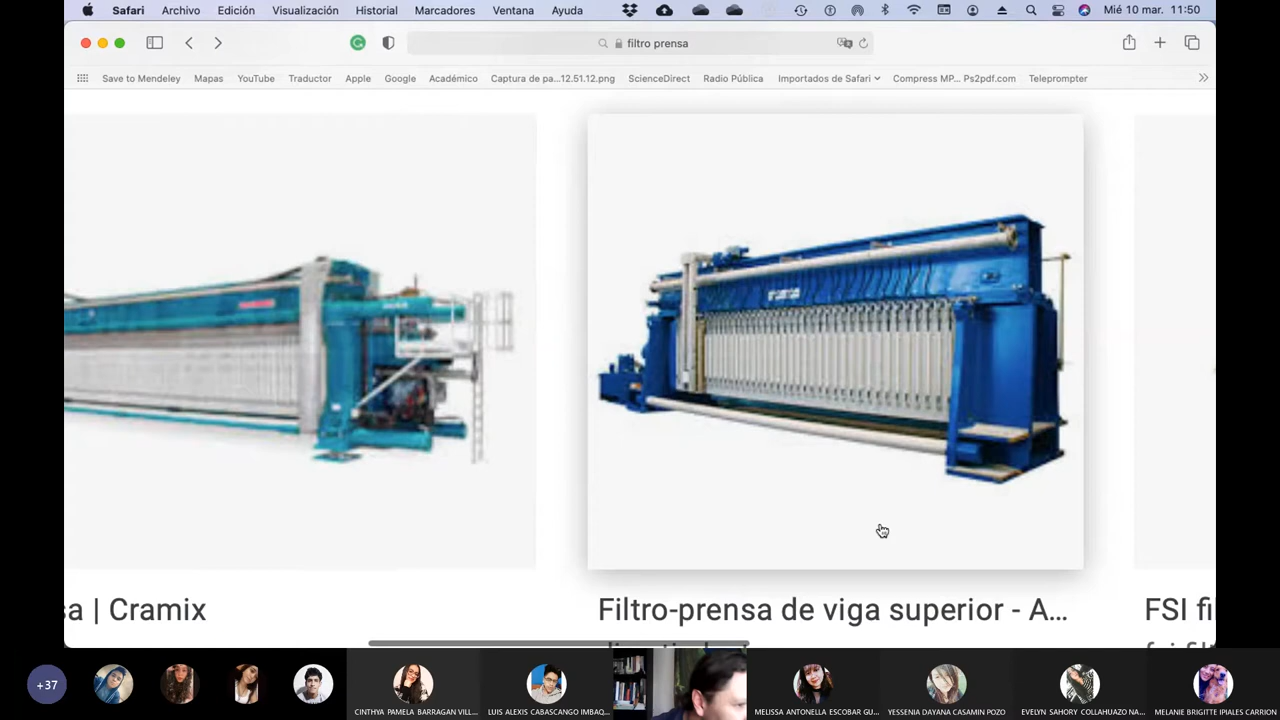 Safari Archivo Edición Visualización Historial Marcadores Ventana Ayuda Mié 10 mar. 11:50
filtro prensa
Save to Mendeley Mapas YouTube Traductor Apple Google Académico Captura de pa...12.51.12.png ScienceDirect Radio Pública Importados de Safari Compress MP... Ps2pdf.com Teleprompter
sa | Cramix
Filtro-prensa de viga superior - A...
FSI fi
+37
CINTHYA PAMELA BARRAGAN VILL...
LUIS ALEXIS CABASCANGO IMBAQ...
MELISSA ANTONELLA ESCOBAR GU...
YESSENIA DAYANA CASAMIN POZO
EVELYN SAHORY COLLAHUAZO NA...
MELANIE BRIGITTE IPIALES CARRION